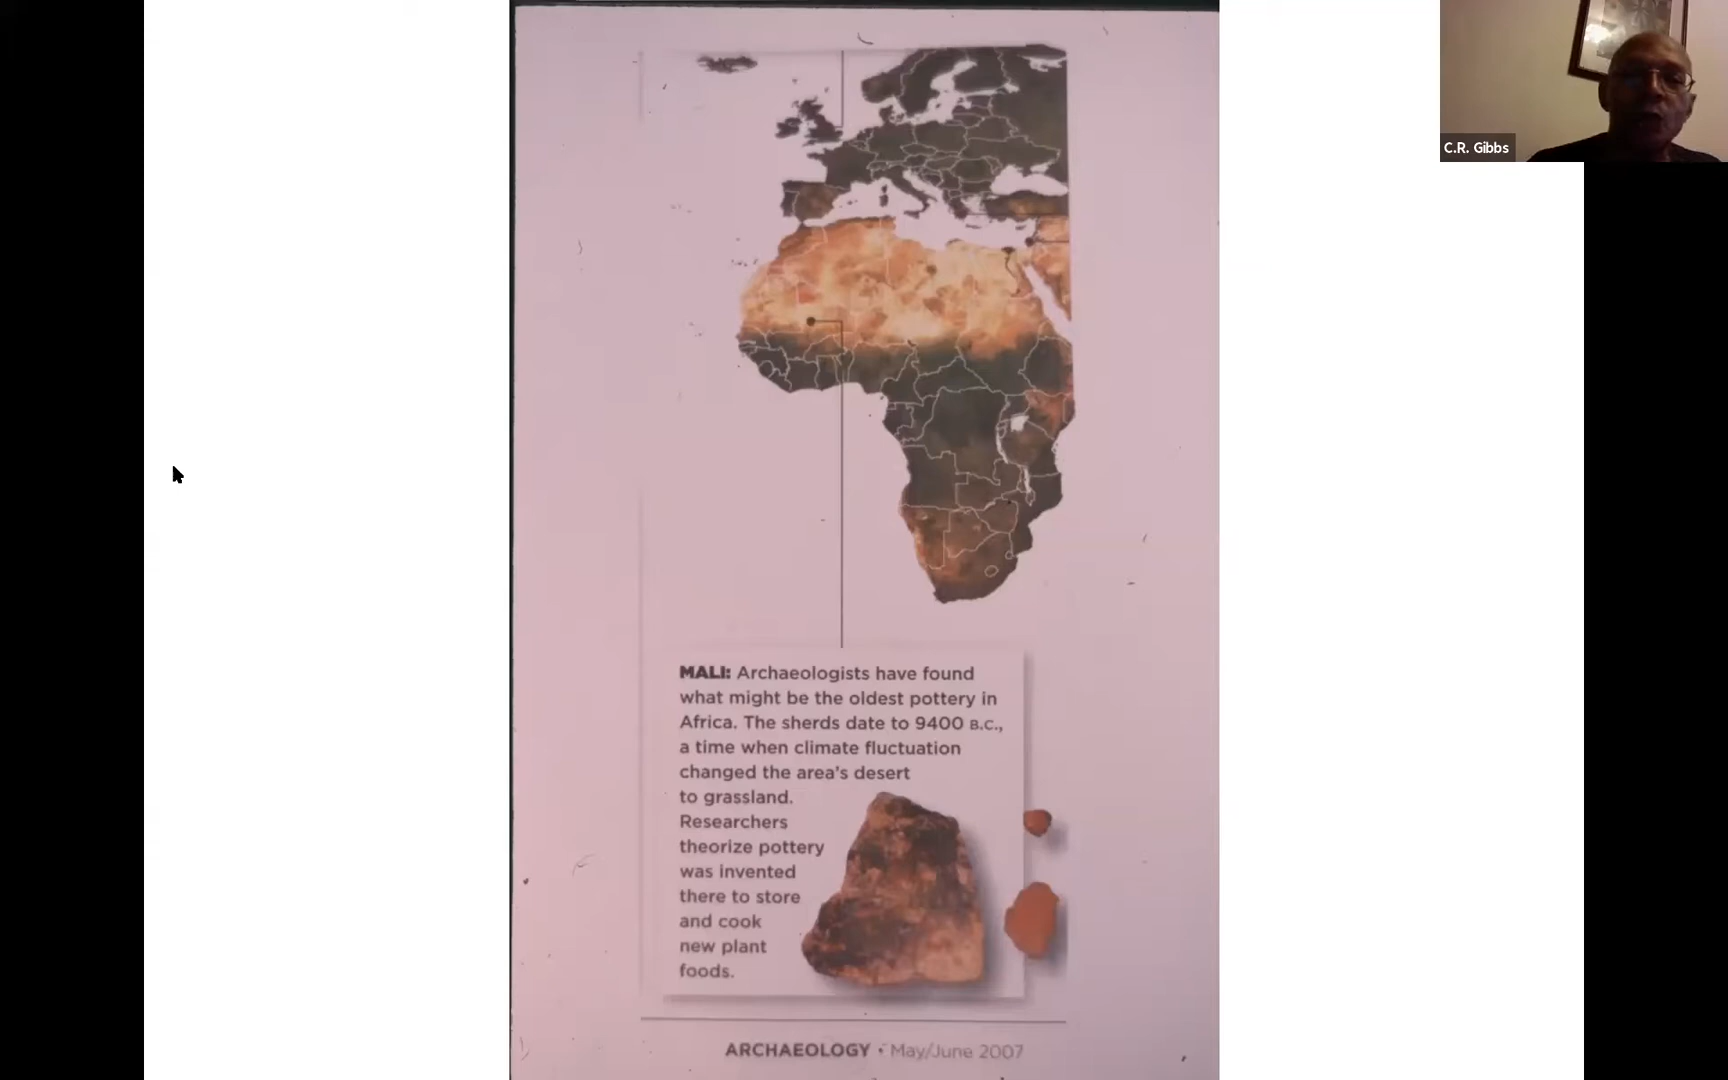 C.R. Gibbs
MALI: Archaeologists have found
what might be the oldest pottery in
Africa. The sherds date to 9400 B.C.,
a time when climate fluctuation
changed the area's desert
to grassland.
Researchers
theorize pottery
was invented
there to store
and cook
new plant
foods.
ARCHAEOLOGY • May/June 2007